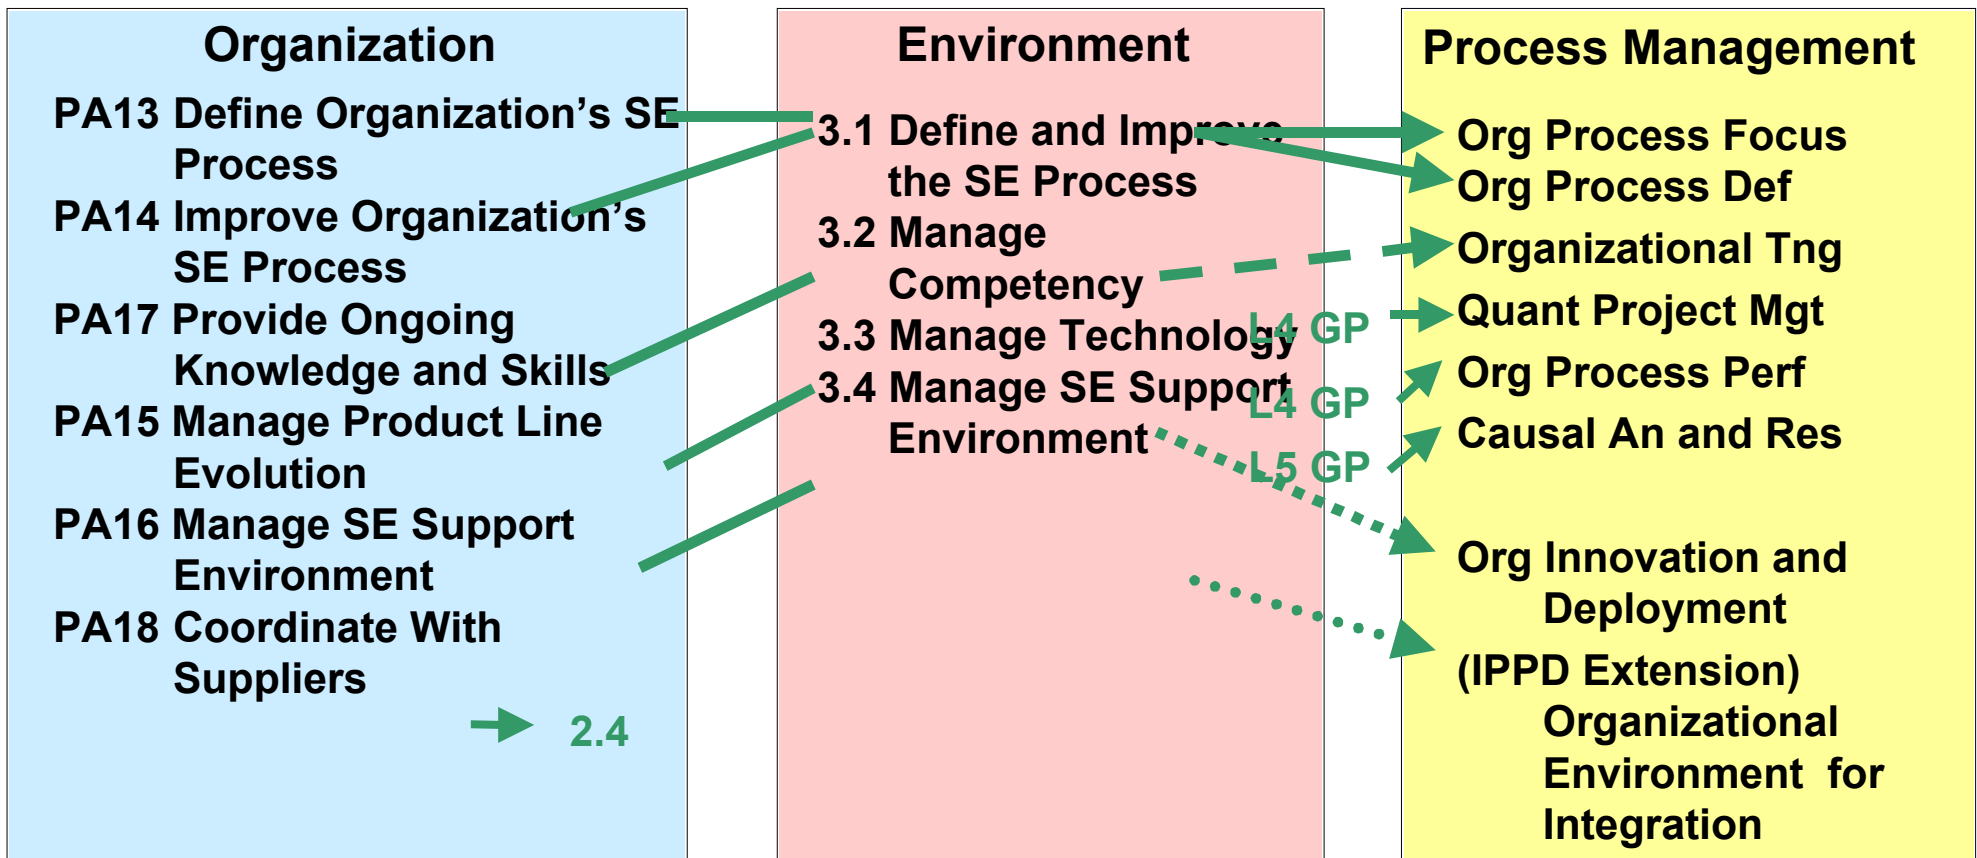 Organization
PA13 Define Organization's SE
Process
PA14 Improve Organization's
SE Process
PA17 Provide Ongoing
Knowledge and Skills
PA15 Manage Product Line
Evolution
PA16 Manage SE Support
Environment
PA18 Coordinate With
Suppliers
2.4
Environment
3.1 Define and Improve
the SE Process
3.2 Manage
Competency
3.3 Manage Technology
3.4 Manage SE Support
Environment
L4 GP
L4 GP
L5 GP
Process Management
Org Process Focus
Org Process Def
Organizational Tng
Quant Project Mgt
Org Process Perf
Causal An and Res
Org Innovation and
Deployment
(IPPD Extension)
Organizational
Environment for
Integration